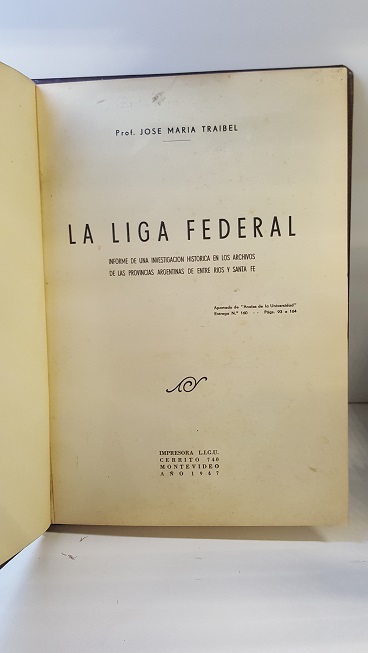 Prof. JOSE MARIA TRAIBEL
LA LIGA FEDERAL
INFORME DE UNA INVESTIGACION HISTORICA EN LOS ARCHIVOS
DE LAS PROVINCIAS ARGENTINAS DE ENTRE RIOS Y SANTA FE
Apartado de "Anales de la Universidad"
Entrega N.º 160 -- Págs. 93 a 164
IMPRESORA L.I.G.U.
CERRITO 740
MONTEVIDEO
AÑO 1947